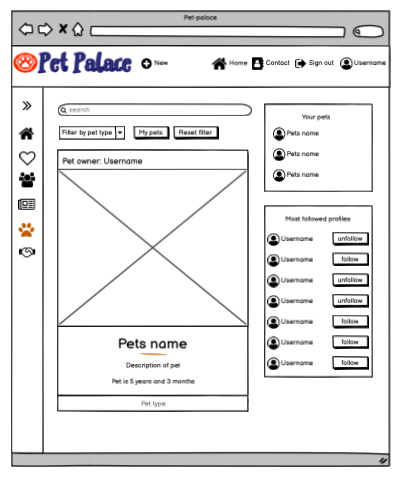 Pet-palace
Pet Palace New Home Contact Sign out Username
search
Filter by pet type My pets Reset filter
Pet owner: Username
Pets name
Description of pet
Pet is 5 years and 3 months
Pet type
Your pets
Pets name
Pets name
Pets name
Most followed profiles
Username unfollow
Username follow
Username unfollow
Username unfollow
Username follow
Username follow
Username follow